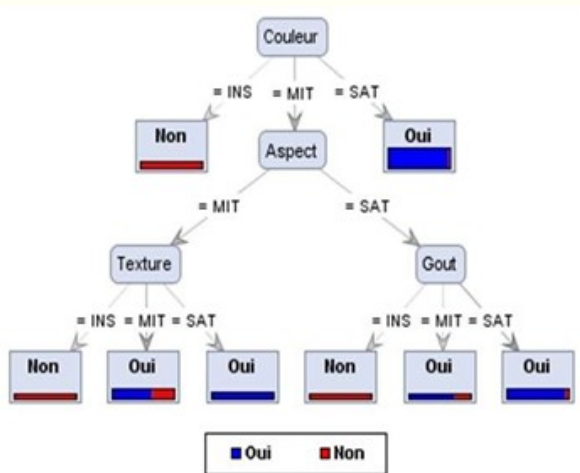 Couleur
= INS = MIT = SAT
Non
Aspect
Oui
= MIT = SAT
Texture
Gout
= INS = MIT = SAT
= INS = MIT = SAT
Non
Oui
Oui
Non
Oui
Oui
Oui Non